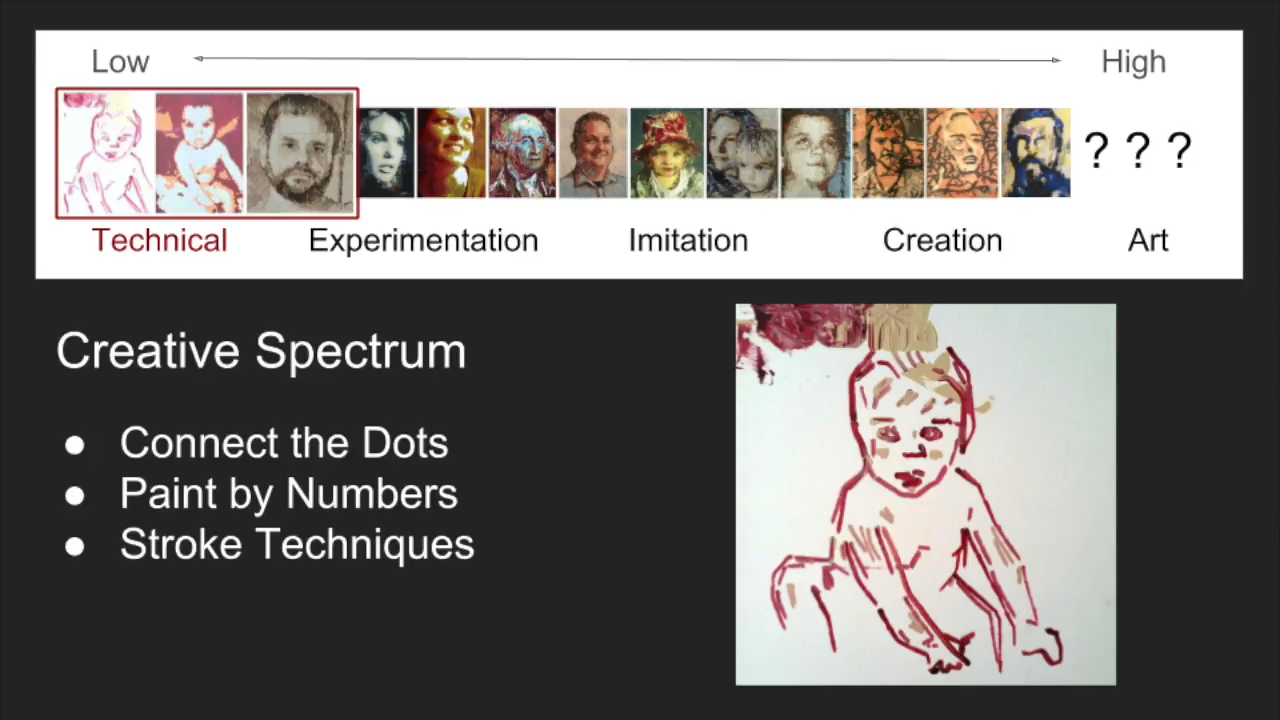 Low High
? ? ?
Technical Experimentation Imitation Creation Art
Creative Spectrum
● Connect the Dots
● Paint by Numbers
● Stroke Techniques